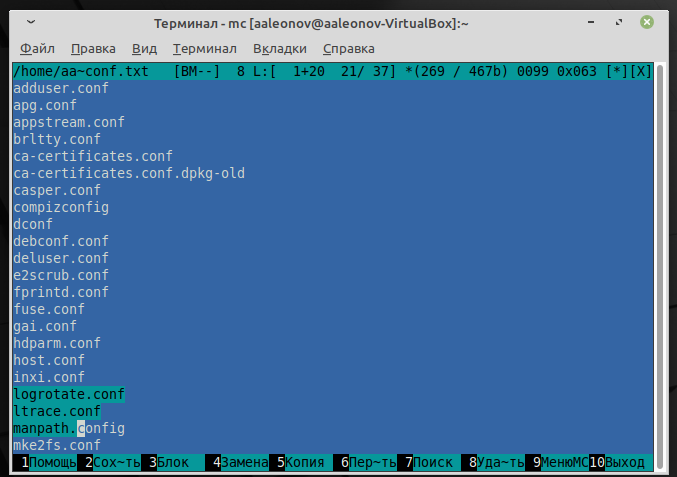 Терминал - mc [aaleonov@aaleonov-VirtualBox]:~
Файл Правка Вид Терминал Вкладки Справка
/home/aa~conf.txt [BM--] 8 L:[ 1+20 21/ 37] *(269 / 467b) 0099 0x063 [*][X]
adduser.conf
apg.conf
appstream.conf
brltty.conf
ca-certificates.conf
ca-certificates.conf.dpkg-old
casper.conf
compizconfig
dconf
debconf.conf
deluser.conf
e2scrub.conf
fprintd.conf
fuse.conf
gai.conf
hdparm.conf
host.conf
inxi.conf
logrotate.conf
ltrace.conf
manpath.config
mke2fs.conf
1Помощь 2Сох~ть 3Блок 4Замена 5Копия 6Пер~ть 7Поиск 8Уда~ть 9МенюMC 10Выход